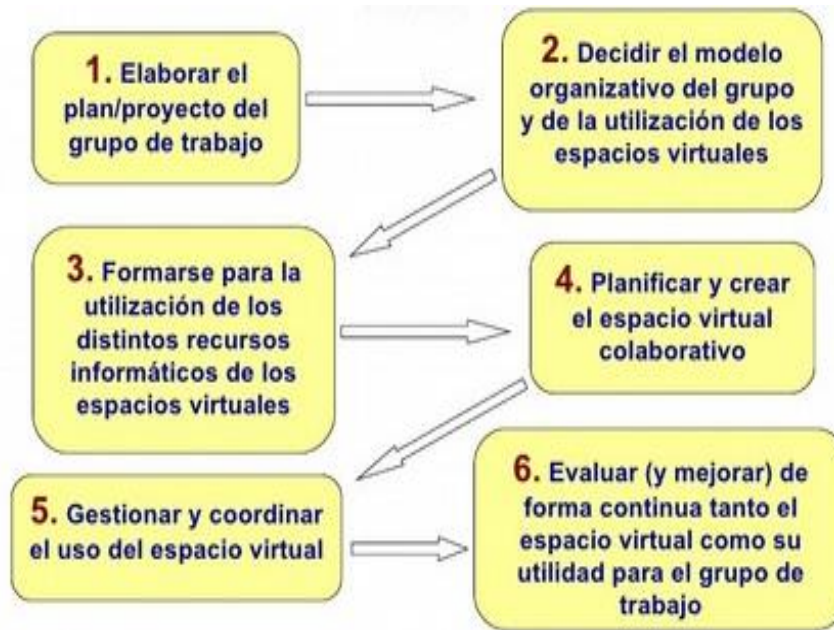 1. Elaborar el
plan/proyecto del
grupo de trabajo
2. Decidir el modelo
organizativo del grupo
y de la utilización de los
espacios virtuales
3. Formarse para la
utilización de los
distintos recursos
informáticos de los
espacios virtuales
4. Planificar y crear
el espacio virtual
colaborativo
5. Gestionar y coordinar
el uso del espacio virtual
6. Evaluar (y mejorar) de
forma continua tanto el
espacio virtual como su
utilidad para el grupo de
trabajo